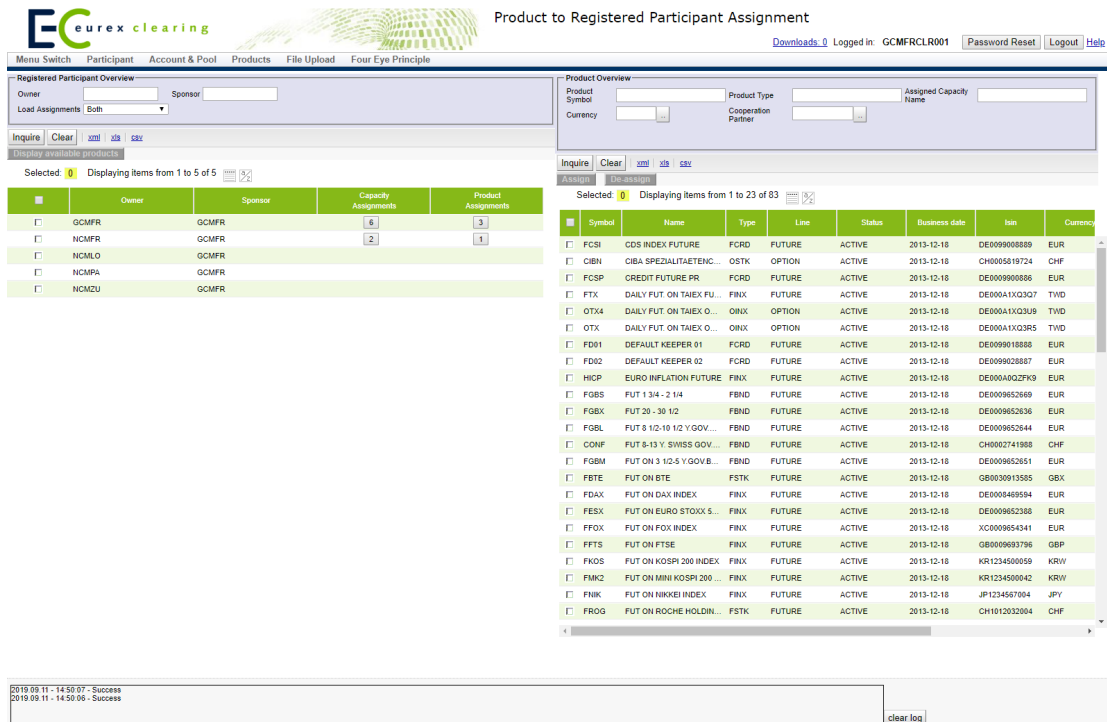 EC eurex clearing
Product to Registered Participant Assignment
Downloads: 0 Logged in: GCMFRCLR001 Password Reset Logout Help
Menu Switch Participant Account & Pool Products File Upload Four Eye Principle
Registered Participant Overview
Owner Sponsor
Load Assignments Both
Inquire Clear xml xls csv
Display available products
Selected: 0 Displaying items from 1 to 5 of 5
Owner Sponsor Capacity Assignments Product Assignments
GCMFR GCMFR 6 3
NCMFR GCMFR 2 1
NCMLO GCMFR
NCMPA GCMFR
NCMZU GCMFR
Product Overview
Product Symbol Product Type Assigned Capacity Name
Currency .. Cooperation Partner ..
Inquire Clear xml xls csv
Assign De-assign
Selected: 0 Displaying items from 1 to 23 of 83
Symbol Name Type Line Status Business date Isin Currency
FCSI CDS INDEX FUTURE FCRD FUTURE ACTIVE 2013-12-18 DE0099008889 EUR
CIBN CIBA SPEZIALITAETENC... OSTK OPTION ACTIVE 2013-12-18 CH0005819724 CHF
FCSP CREDIT FUTURE PR FCRD FUTURE ACTIVE 2013-12-18 DE0009900886 EUR
FTX DAILY FUT. ON TAIEX FU... FINX FUTURE ACTIVE 2013-12-18 DE000A1XQ3Q7 TWD
OTX4 DAILY FUT. ON TAIEX O... OINX OPTION ACTIVE 2013-12-18 DE000A1XQ3U9 TWD
OTX DAILY FUT. ON TAIEX O... OINX OPTION ACTIVE 2013-12-18 DE000A1XQ3R5 TWD
FD01 DEFAULT KEEPER 01 FCRD FUTURE ACTIVE 2013-12-18 DE0099018888 EUR
FD02 DEFAULT KEEPER 02 FCRD FUTURE ACTIVE 2013-12-18 DE0099028887 EUR
HICP EURO INFLATION FUTURE FINX FUTURE ACTIVE 2013-12-18 DE000A0QZFK9 EUR
FGBS FUT 1 3/4 - 2 1/4 FBND FUTURE ACTIVE 2013-12-18 DE0009652669 EUR
FGBX FUT 20 - 30 1/2 FBND FUTURE ACTIVE 2013-12-18 DE0009652636 EUR
FGBL FUT 8 1/2-10 1/2 Y.GOV.... FBND FUTURE ACTIVE 2013-12-18 DE0009652644 EUR
CONF FUT 8-13 Y. SWISS GOV.... FBND FUTURE ACTIVE 2013-12-18 CH0002741988 CHF
FGBM FUT ON 3 1/2-5 Y.GOV.B... FBND FUTURE ACTIVE 2013-12-18 DE0009652651 EUR
FBTE FUT ON BTE FSTK FUTURE ACTIVE 2013-12-18 GB0030913585 GBX
FDAX FUT ON DAX INDEX FINX FUTURE ACTIVE 2013-12-18 DE0008469594 EUR
FESX FUT ON EURO STOXX 5... FINX FUTURE ACTIVE 2013-12-18 DE0009652388 EUR
FFOX FUT ON FOX INDEX FINX FUTURE ACTIVE 2013-12-18 XC0009654341 EUR
FFTS FUT ON FTSE FINX FUTURE ACTIVE 2013-12-18 GB0009693796 GBP
FKOS FUT ON KOSPI 200 INDEX FINX FUTURE ACTIVE 2013-12-18 KR1234500059 KRW
FMK2 FUT ON MINI KOSPI 200 ... FINX FUTURE ACTIVE 2013-12-18 KR1234500042 KRW
FNIK FUT ON NIKKEI INDEX FINX FUTURE ACTIVE 2013-12-18 JP1234567004 JPY
FROG FUT ON ROCHE HOLDIN... FSTK FUTURE ACTIVE 2013-12-18 CH1012032004 CHF
2019.09.11 - 14:50:07 - Success
2019.09.11 - 14:50:06 - Success
clear log